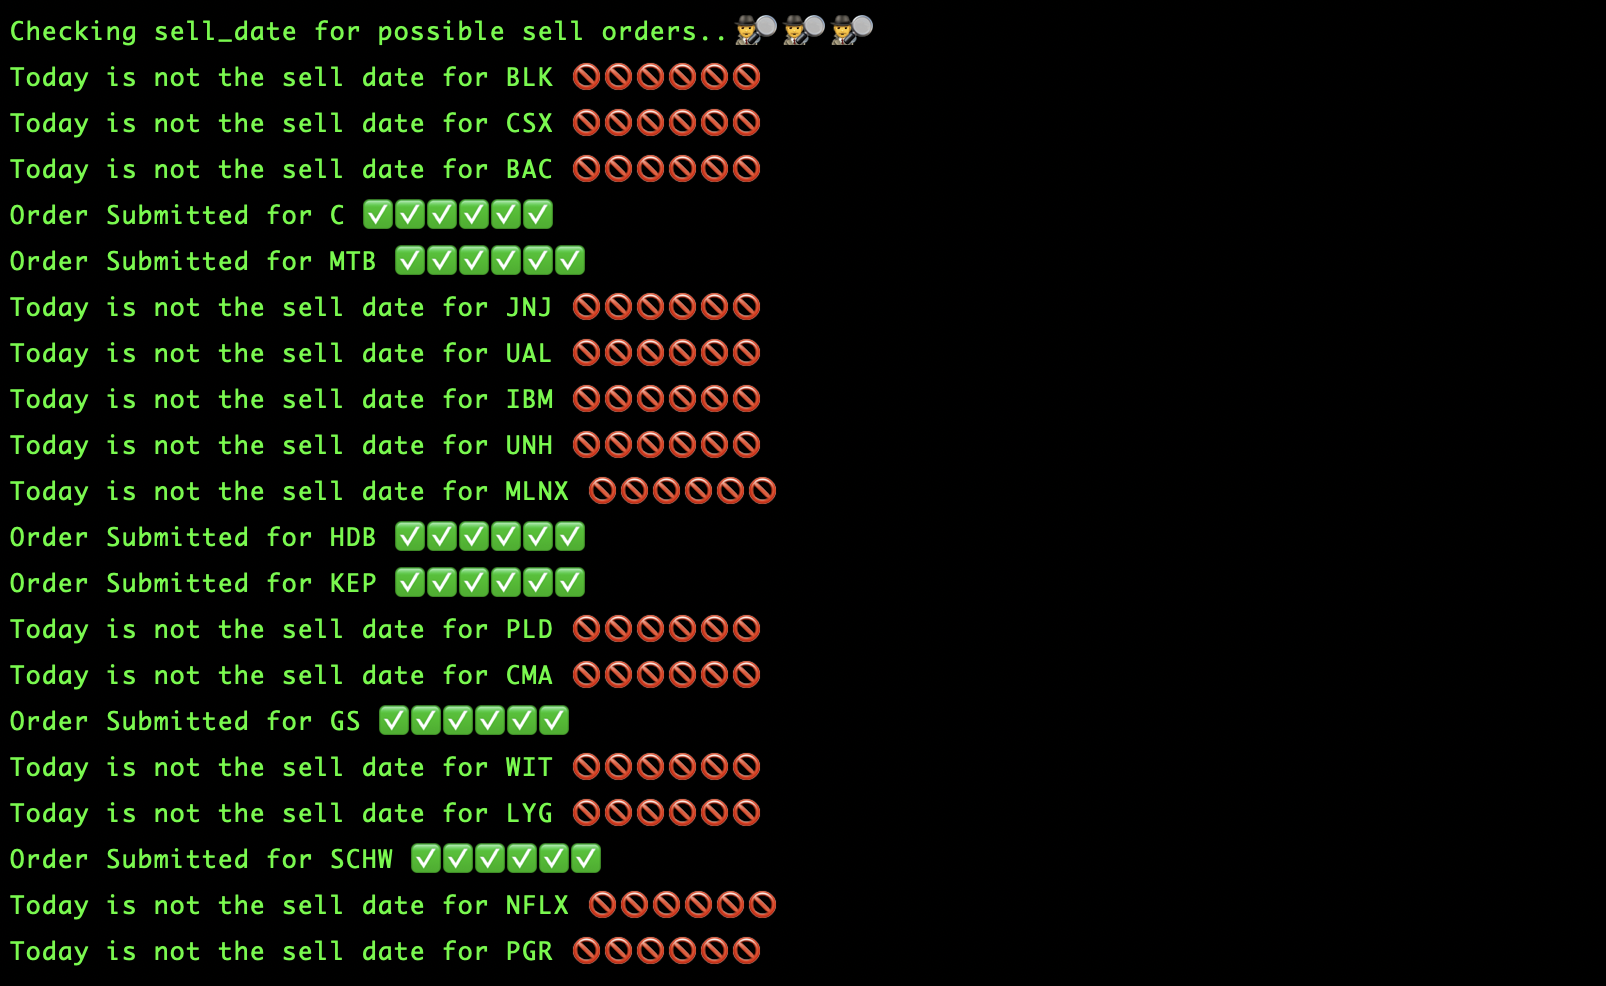 Checking sell_date for possible sell orders..🕵️🕵️🕵️
Today is not the sell date for BLK 🚫🚫🚫🚫🚫🚫
Today is not the sell date for CSX 🚫🚫🚫🚫🚫🚫
Today is not the sell date for BAC 🚫🚫🚫🚫🚫🚫
Order Submitted for C ✅✅✅✅✅✅
Order Submitted for MTB ✅✅✅✅✅✅
Today is not the sell date for JNJ 🚫🚫🚫🚫🚫🚫
Today is not the sell date for UAL 🚫🚫🚫🚫🚫🚫
Today is not the sell date for IBM 🚫🚫🚫🚫🚫🚫
Today is not the sell date for UNH 🚫🚫🚫🚫🚫🚫
Today is not the sell date for MLNX 🚫🚫🚫🚫🚫🚫
Order Submitted for HDB ✅✅✅✅✅✅
Order Submitted for KEP ✅✅✅✅✅✅
Today is not the sell date for PLD 🚫🚫🚫🚫🚫🚫
Today is not the sell date for CMA 🚫🚫🚫🚫🚫🚫
Order Submitted for GS ✅✅✅✅✅✅
Today is not the sell date for WIT 🚫🚫🚫🚫🚫🚫
Today is not the sell date for LYG 🚫🚫🚫🚫🚫🚫
Order Submitted for SCHW ✅✅✅✅✅✅
Today is not the sell date for NFLX 🚫🚫🚫🚫🚫🚫
Today is not the sell date for PGR 🚫🚫🚫🚫🚫🚫